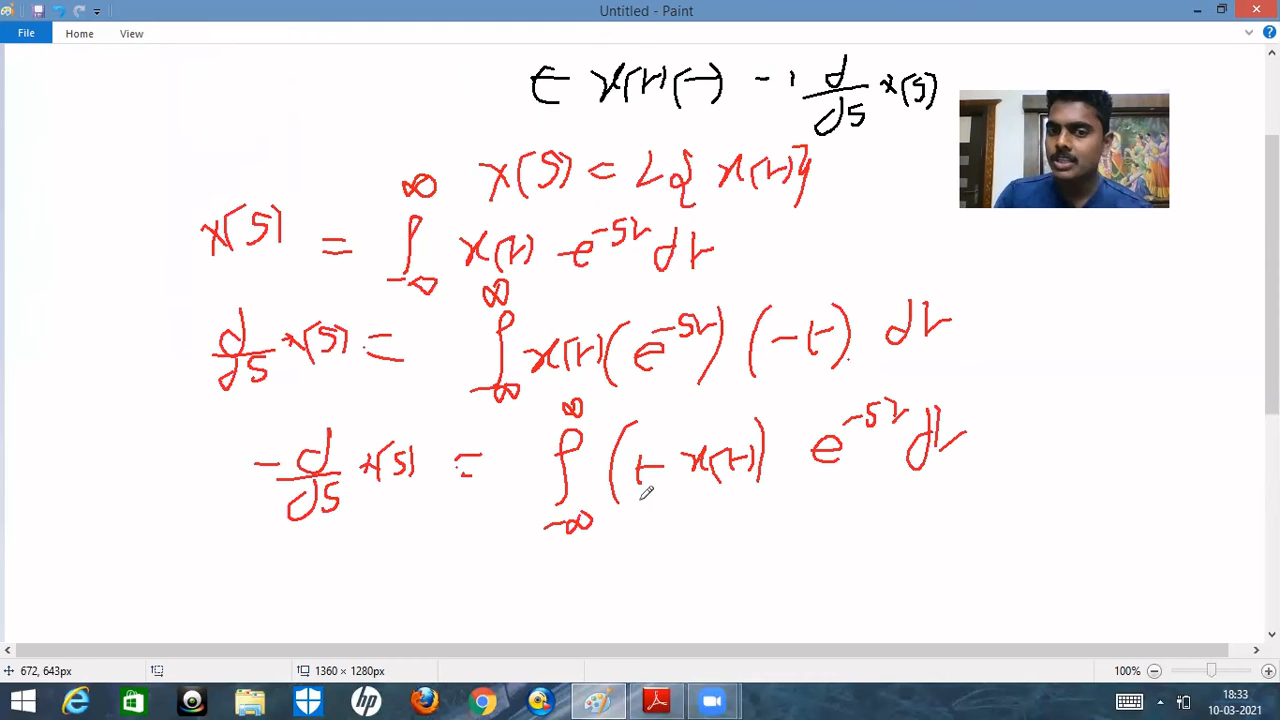 Untitled - Paint
File Home View
t x(t) ⟷ -1 d/ds X(s)
X(s) = L{x(t)}
X(s) = ∫_{-∞}^{∞} x(t) e^{-st} dt
d/ds X(s) = ∫_{-∞}^{∞} x(t) (e^{-st}) (-t) dt
-d/ds X(s) = ∫_{-∞}^{∞} (t x(t)) e^{-st} dt
672, 643px 1360 × 1280px 100%
18:33
10-03-2021